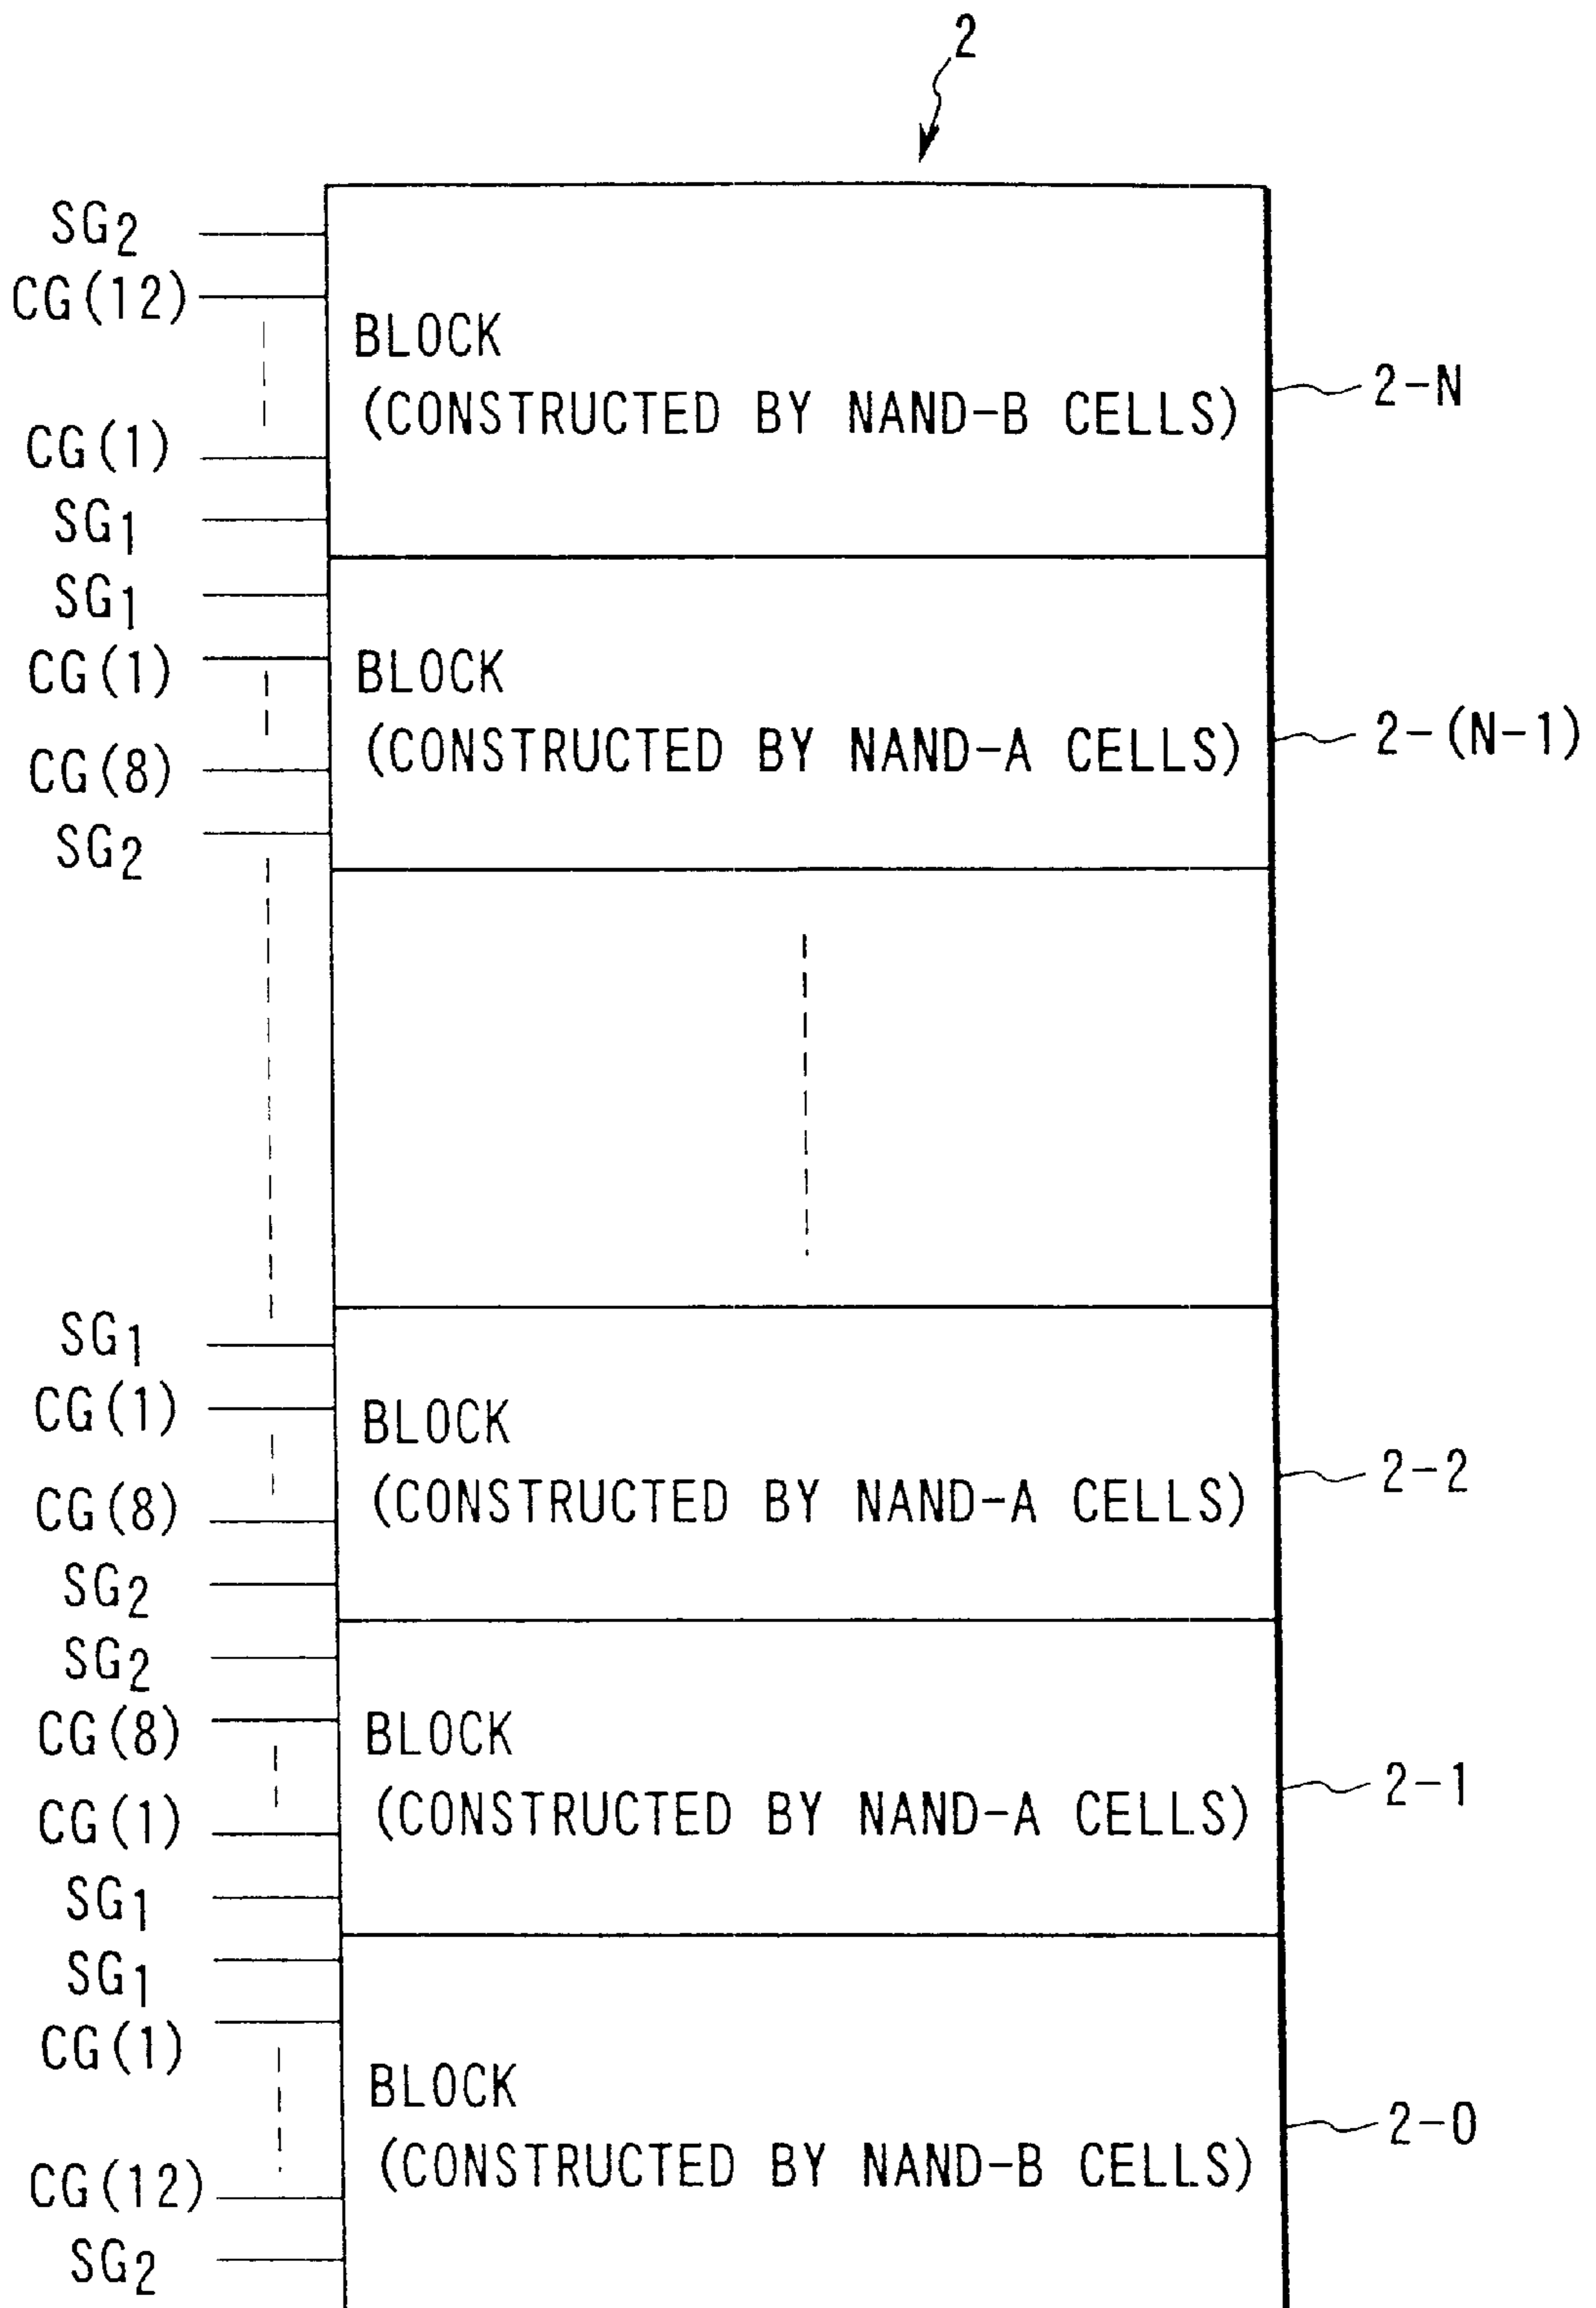 2
SG2
CG(12)
BLOCK
(CONSTRUCTED BY NAND-B CELLS)
2-N
CG(1)
SG1
SG1
CG(1)
BLOCK
(CONSTRUCTED BY NAND-A CELLS)
2-(N-1)
CG(8)
SG2
SG1
CG(1)
BLOCK
(CONSTRUCTED BY NAND-A CELLS)
2-2
CG(8)
SG2
SG2
CG(8)
BLOCK
(CONSTRUCTED BY NAND-A CELLS)
2-1
CG(1)
SG1
SG1
CG(1)
BLOCK
(CONSTRUCTED BY NAND-B CELLS)
2-0
CG(12)
SG2